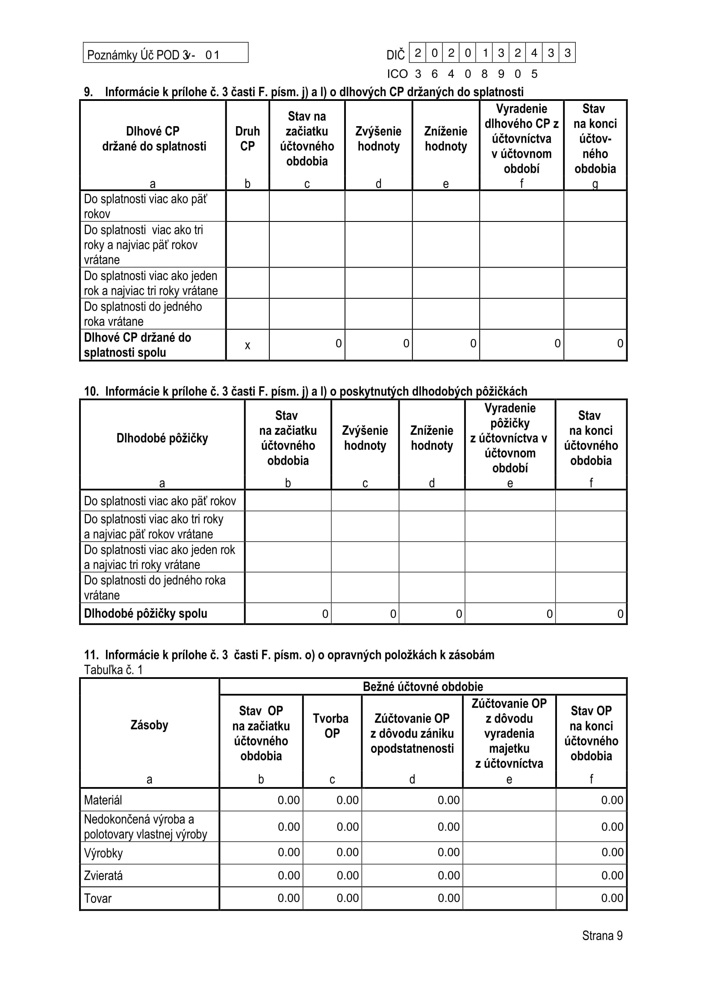 Poznámky Úč POD 3v- 01
DIČ 2 0 2 0 1 3 2 4 3 3
ICO 3 6 4 0 8 9 0 5
9. Informácie k prílohe č. 3 časti F. písm. j) a l) o dlhových CP držaných do splatnosti
Dlhové CP
držané do splatnosti
a
Druh
CP
b
Stav na
začiatku
účtovného
obdobia
c
Zvýšenie
hodnoty
d
Zníženie
hodnoty
e
Vyradenie
dlhového CP z
účtovníctva
v účtovnom
období
f
Stav
na konci
účtov-
ného
obdobia
g
Do splatnosti viac ako päť
rokov
Do splatnosti viac ako tri
roky a najviac päť rokov
vrátane
Do splatnosti viac ako jeden
rok a najviac tri roky vrátane
Do splatnosti do jedného
roka vrátane
Dlhové CP držané do
splatnosti spolu
x 0 0 0 0 0
10. Informácie k prílohe č. 3 časti F. písm. j) a l) o poskytnutých dlhodobých pôžičkách
Dlhodobé pôžičky
a
Stav
na začiatku
účtovného
obdobia
b
Zvýšenie
hodnoty
c
Zníženie
hodnoty
d
Vyradenie
pôžičky
z účtovníctva v
účtovnom
období
e
Stav
na konci
účtovného
obdobia
f
Do splatnosti viac ako päť rokov
Do splatnosti viac ako tri roky
a najviac päť rokov vrátane
Do splatnosti viac ako jeden rok
a najviac tri roky vrátane
Do splatnosti do jedného roka
vrátane
Dlhodobé pôžičky spolu 0 0 0 0 0
11. Informácie k prílohe č. 3 časti F. písm. o) o opravných položkách k zásobám
Tabuľka č. 1
Zásoby
a
Bežné účtovné obdobie
Stav OP
na začiatku
účtovného
obdobia
b
Tvorba
OP
c
Zúčtovanie OP
z dôvodu zániku
opodstatnenosti
d
Zúčtovanie OP
z dôvodu
vyradenia
majetku
z účtovníctva
e
Stav OP
na konci
účtovného
obdobia
f
Materiál 0.00 0.00 0.00 0.00
Nedokončená výroba a
polotovary vlastnej výroby
0.00 0.00 0.00 0.00
Výrobky 0.00 0.00 0.00 0.00
Zvieratá 0.00 0.00 0.00 0.00
Tovar 0.00 0.00 0.00 0.00
Strana 9